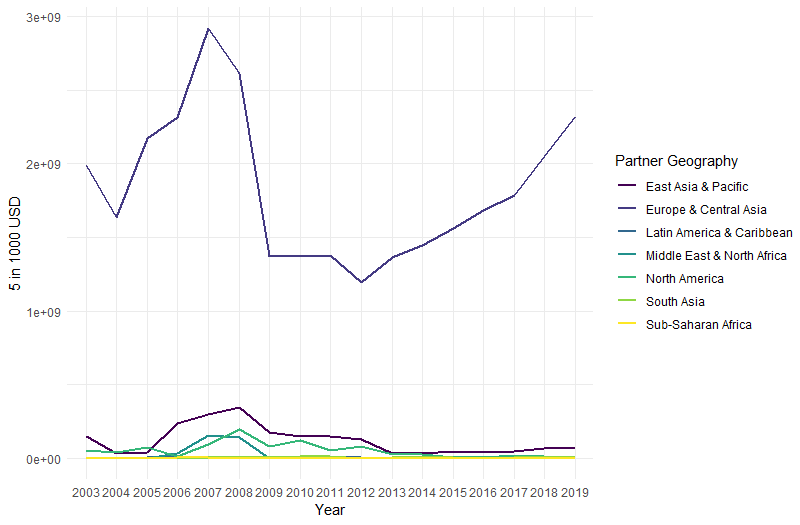 3e+09
2e+09
1e+09
0e+00
5 in 1000 USD
2003 2004 2005 2006 2007 2008 2009 2010 2011 2012 2013 2014 2015 2016 2017 2018 2019
Year
Partner Geography
East Asia & Pacific
Europe & Central Asia
Latin America & Caribbean
Middle East & North Africa
North America
South Asia
Sub-Saharan Africa